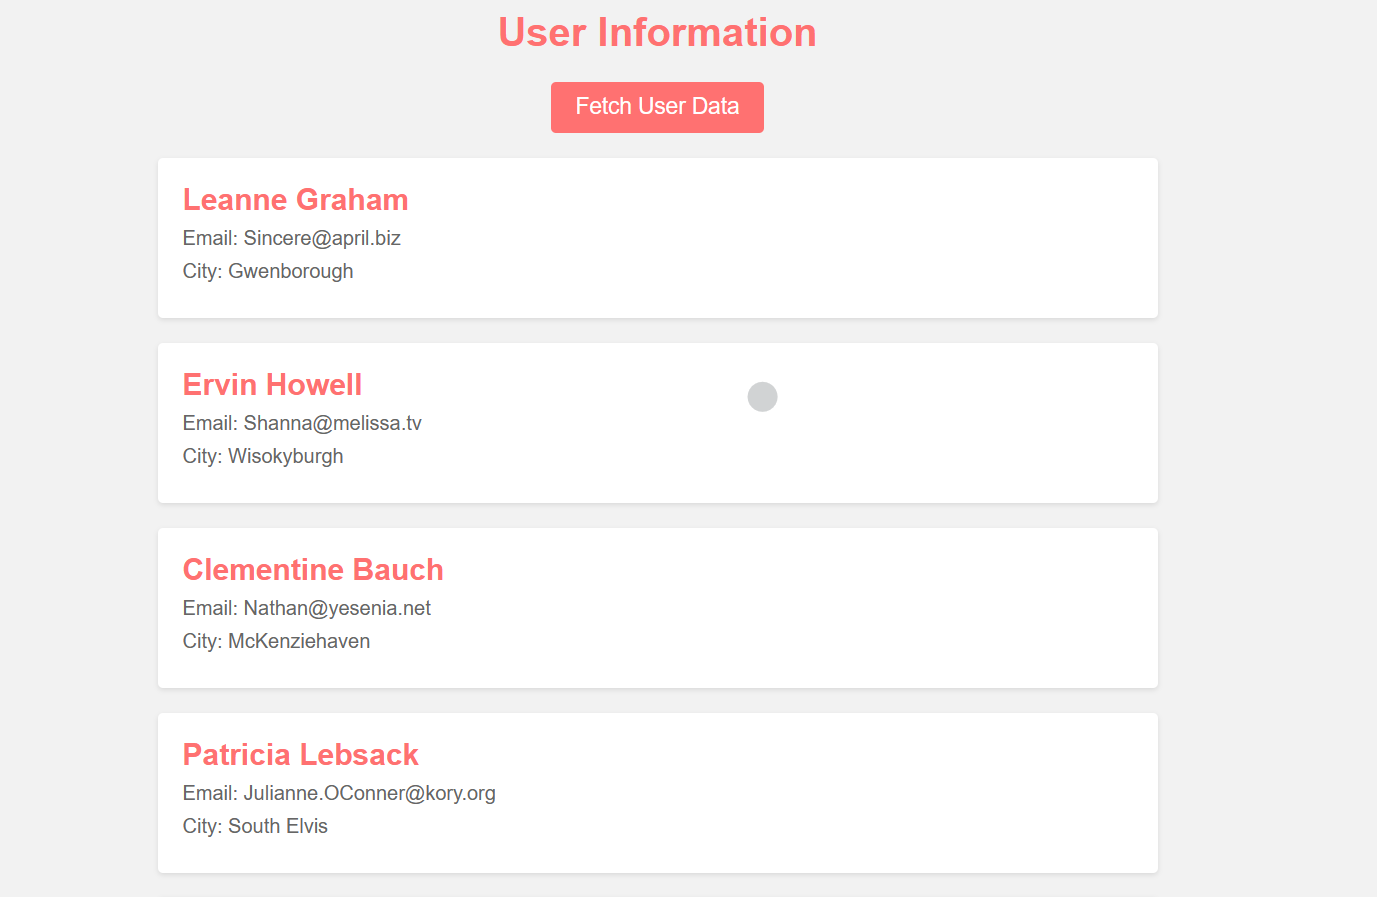 User Information
Fetch User Data
Leanne Graham
Email: Sincere@april.biz
City: Gwenborough
Ervin Howell
Email: Shanna@melissa.tv
City: Wisokyburgh
Clementine Bauch
Email: Nathan@yesenia.net
City: McKenziehaven
Patricia Lebsack
Email: Julianne.OConner@kory.org
City: South Elvis